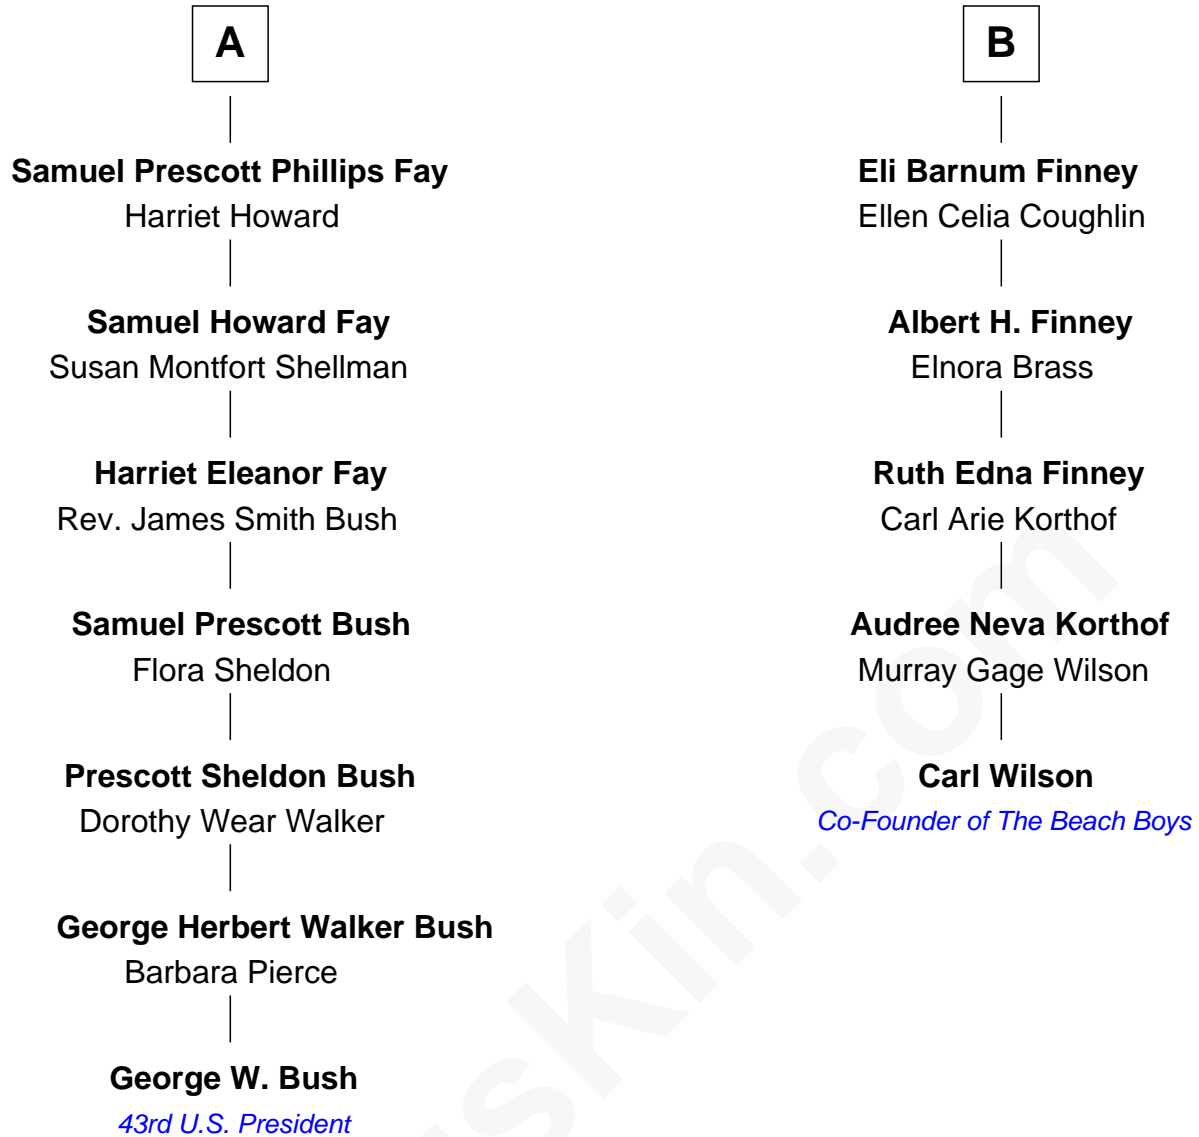 A
Samuel Prescott Phillips Fay
Harriet Howard
Samuel Howard Fay
Susan Montfort Shellman
Harriet Eleanor Fay
Rev. James Smith Bush
Samuel Prescott Bush
Flora Sheldon
Prescott Sheldon Bush
Dorothy Wear Walker
George Herbert Walker Bush
Barbara Pierce
George W. Bush
43rd U.S. President
B
Eli Barnum Finney
Ellen Celia Coughlin
Albert H. Finney
Elnora Brass
Ruth Edna Finney
Carl Arie Korthof
Audree Neva Korthof
Murray Gage Wilson
Carl Wilson
Co-Founder of The Beach Boys
sKin.com